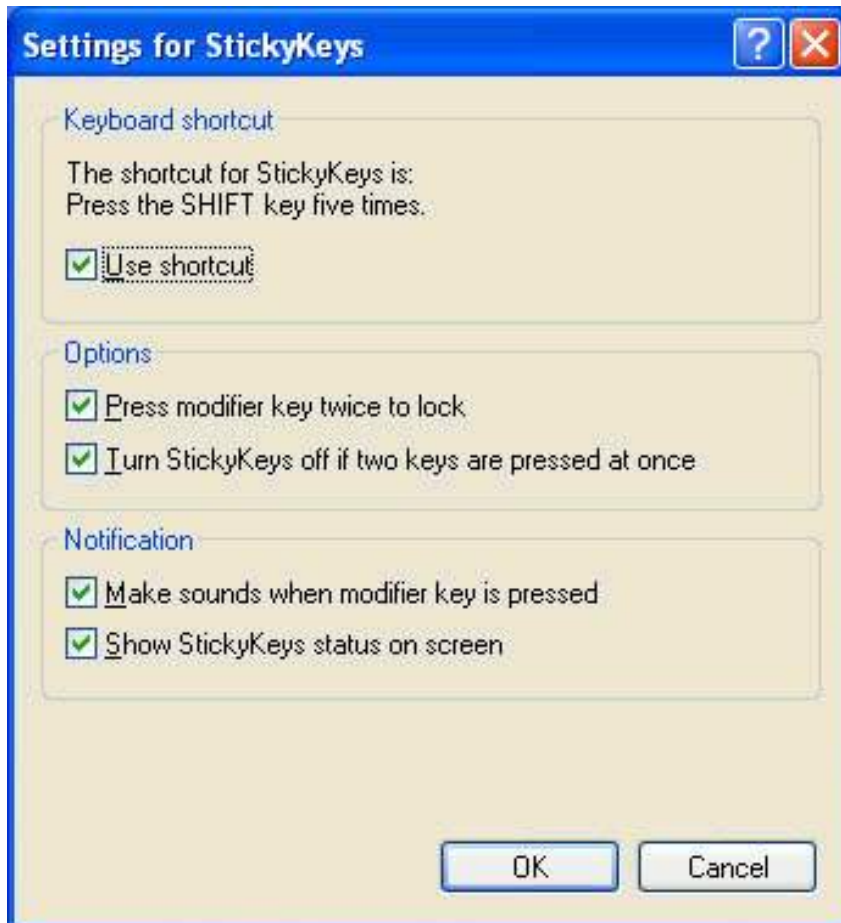 Settings for StickyKeys
Keyboard shortcut
The shortcut for StickyKeys is:
Press the SHIFT key five times.
Use shortcut
Options
Press modifier key twice to lock
Turn StickyKeys off if two keys are pressed at once
Notification
Make sounds when modifier key is pressed
Show StickyKeys status on screen
OK Cancel